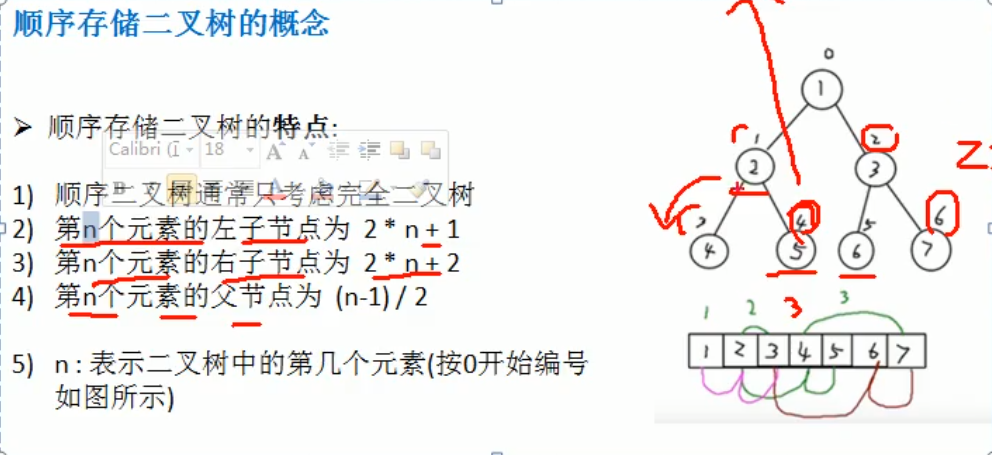 顺序存储二叉树的概念
➢ 顺序存储二叉树的特点:
Calibri 18 A A
1) 顺序二叉树通常只考虑完全二叉树
2) 第n个元素的左子节点为 2 * n + 1
3) 第n个元素的右子节点为 2 * n + 2
4) 第n个元素的父节点为 (n-1) / 2
5) n : 表示二叉树中的第几个元素(按0开始编号
如图所示)
0
1
1 2
2 3
3 4 5 6
4 5 6 7
1 2 3 3
1 2 3 4 5 6 7